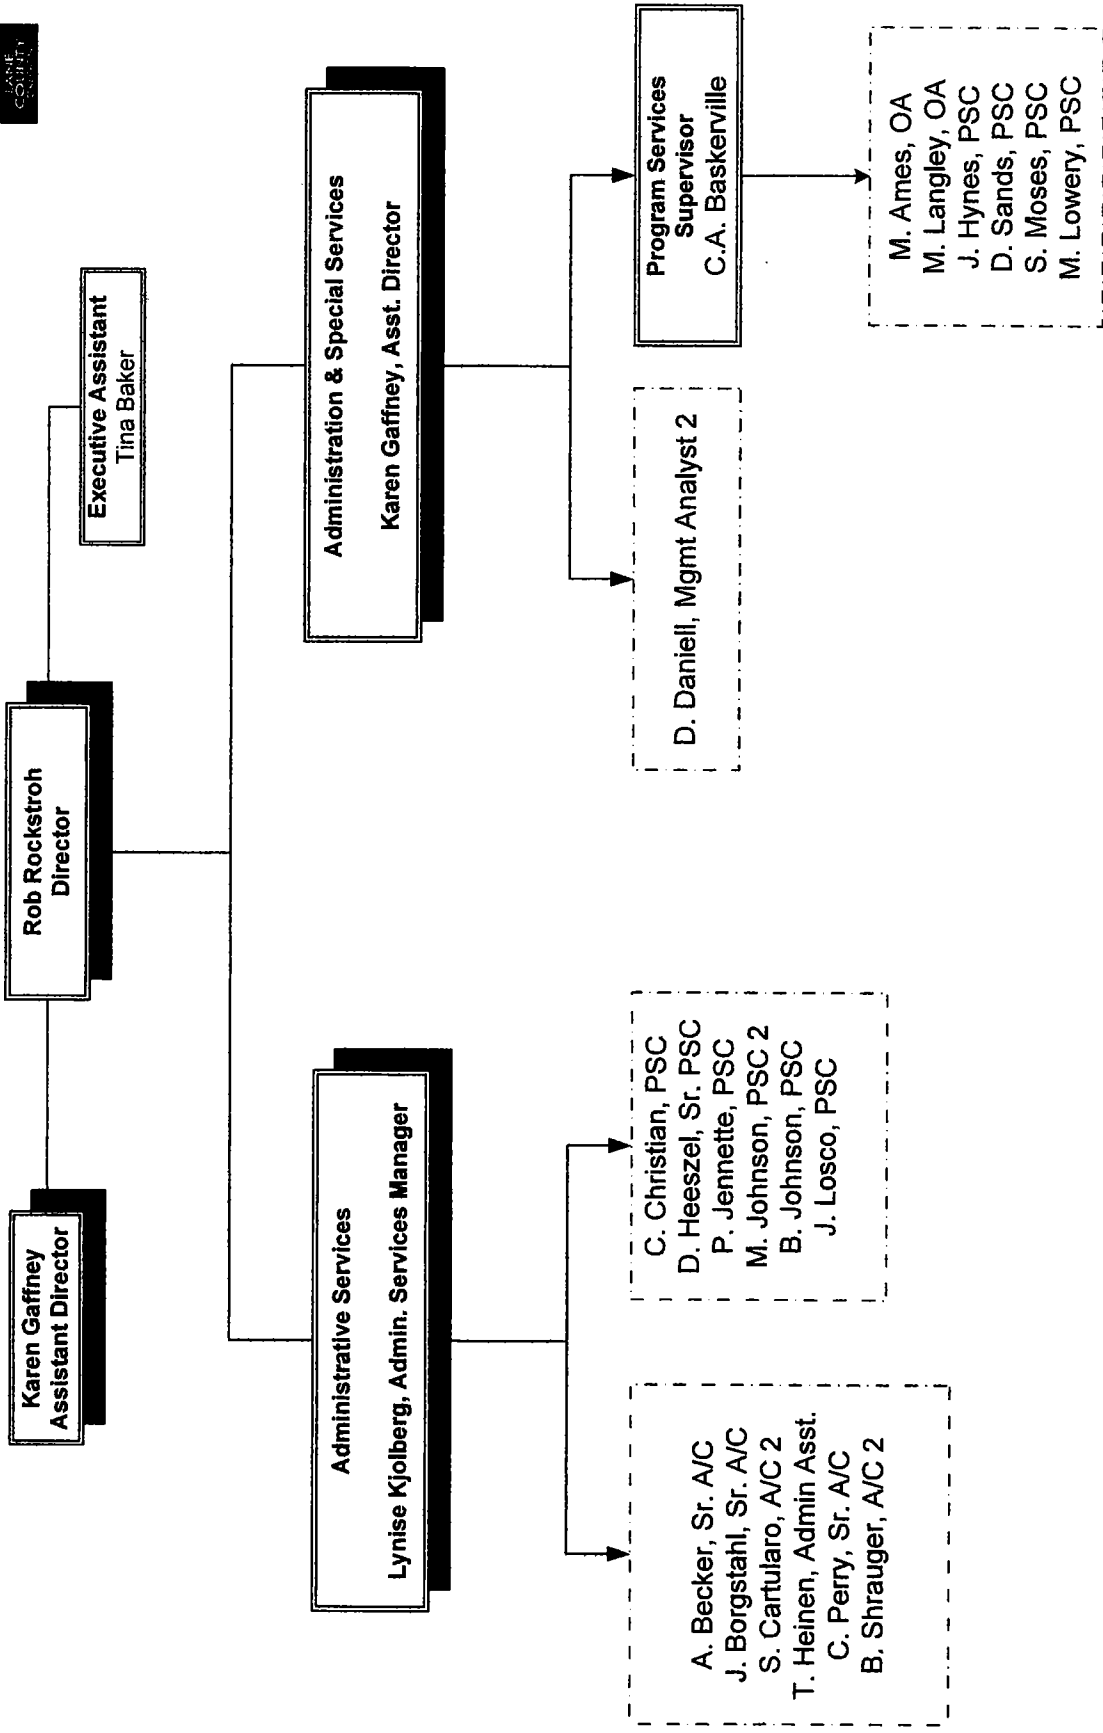 LANE
COUNTY
Rob Rockstroh
Director
Karen Gaffney
Assistant Director
Executive Assistant
Tina Baker
Administrative Services
Lynise Kjolberg, Admin. Services Manager
Administration & Special Services
Karen Gaffney, Asst. Director
A. Becker, Sr. A/C
J. Borgstahl, Sr. A/C
S. Cartularo, A/C 2
T. Heinen, Admin Asst.
C. Perry, Sr. A/C
B. Shrauger, A/C 2
C. Christian, PSC
D. Heeszel, Sr. PSC
P. Jennette, PSC
M. Johnson, PSC 2
B. Johnson, PSC
J. Losco, PSC
D. Daniell, Mgmt Analyst 2
Program Services
Supervisor
C.A. Baskerville
M. Ames, OA
M. Langley, OA
J. Hynes, PSC
D. Sands, PSC
S. Moses, PSC
M. Lowery, PSC